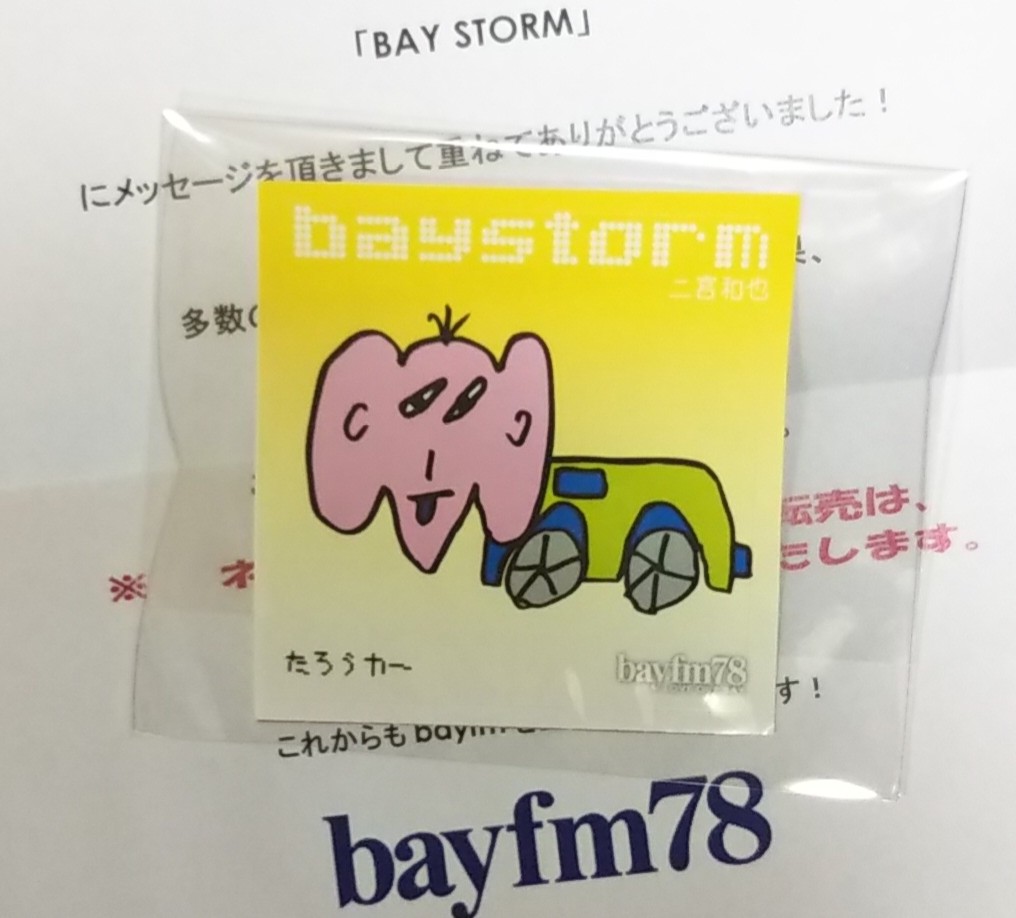 「BAY STORM」
にメッセージを頂きまして重ねてありがとうございました！
baystorm
二宮和也
、
多数
。
転売は、
※ ネ
します。
たろうカー
bayfm78
す！
これからも bayfm
bayfm78